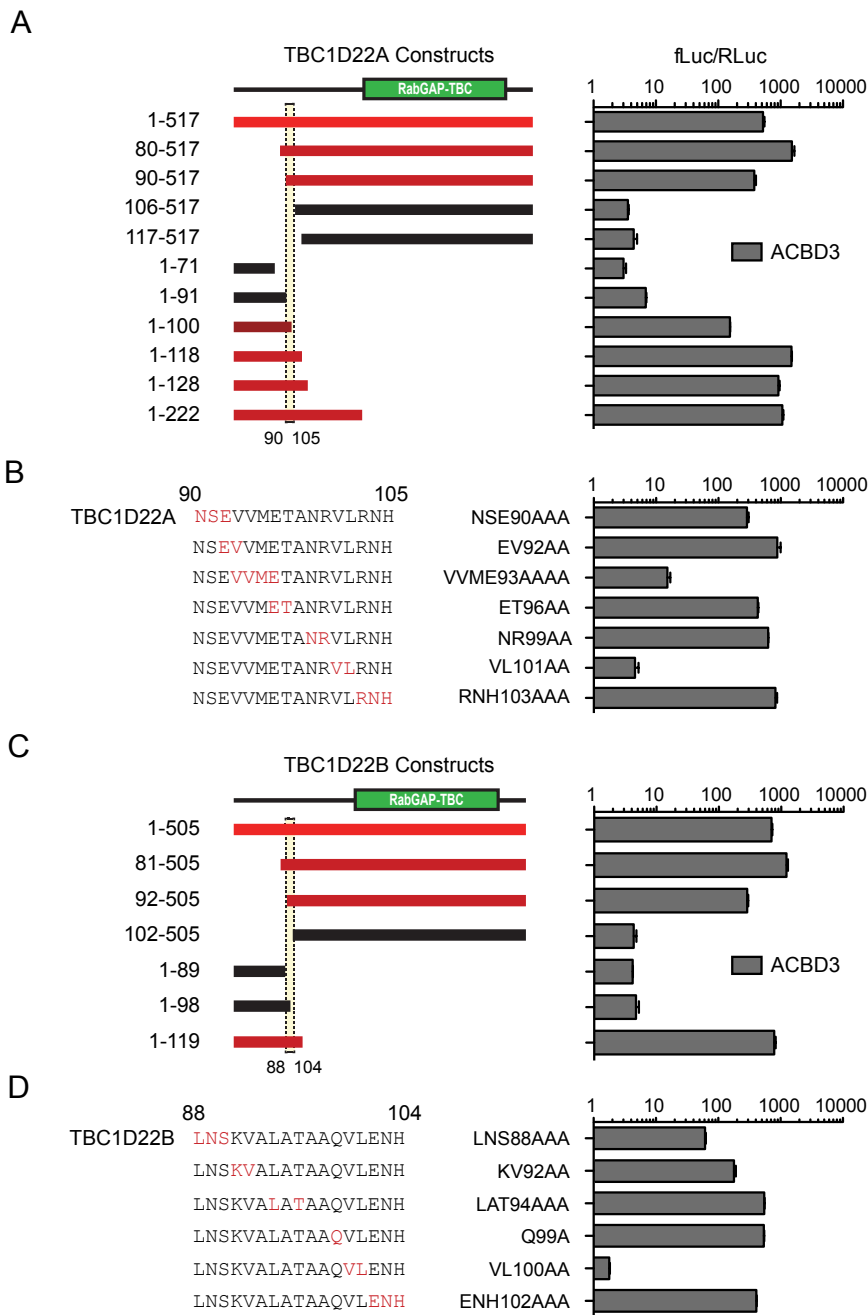 A
TBC1D22A Constructs
fLuc/RLuc
RabGAP-TBC
1 10 100 1000 10000
1-517
80-517
90-517
106-517
117-517
1-71
1-91
1-100
1-118
1-128
1-222
ACBD3
90 105
B
90 105
1 10 100 1000 10000
TBC1D22A NSEVVMETANRVLRNH NSE90AAA
NSEVVMETANRVLRNH EV92AA
NSEVVMETANRVLRNH VVME93AAAA
NSEVVMETANRVLRNH ET96AA
NSEVVMETANRVLRNH NR99AA
NSEVVMETANRVLRNH VL101AA
NSEVVMETANRVLRNH RNH103AAA
C
TBC1D22B Constructs
RabGAP-TBC
1 10 100 1000 10000
1-505
81-505
92-505
102-505
1-89
1-98
1-119
ACBD3
88 104
D
88 104
1 10 100 1000 10000
TBC1D22B LNSKVALATAAQVLENH LNS88AAA
LNSKVALATAAQVLENH KV92AA
LNSKVALATAAQVLENH LAT94AAA
LNSKVALATAAQVLENH Q99A
LNSKVALATAAQVLENH VL100AA
LNSKVALATAAQVLENH ENH102AAA